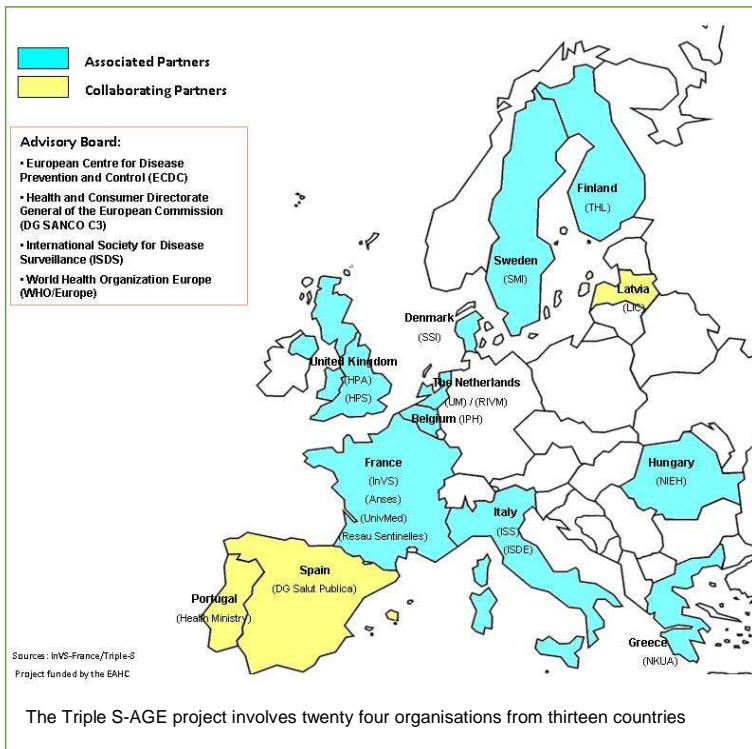 Associated Partners
Collaborating Partners
Advisory Board:
• European Centre for Disease
Prevention and Control (ECDC)
• Health and Consumer Directorate
General of the European Commission
(DG SANCO C3)
• International Society for Disease
Surveillance (ISDS)
• World Health Organization Europe
(WHO/Europe)
Finland
(THL)
Sweden
(SMI)
Latvia
(LIC)
Denmark
(SSI)
United Kingdom
(HPA)
(HPS)
The Netherlands
(UM) / (RIVM)
Belgium (IPH)
France
(InVS)
(Anses)
(UnivMed)
(Resau Sentinelles)
Hungary
(NIEH)
Italy
(ISS)
(ISDE)
Spain
(DG Salut Publica)
Portugal
(Health Ministry)
Greece
(NKUA)
Sources: InVS-France/Triple-S
Project funded by the EAHC
The Triple S-AGE project involves twenty four organisations from thirteen countries